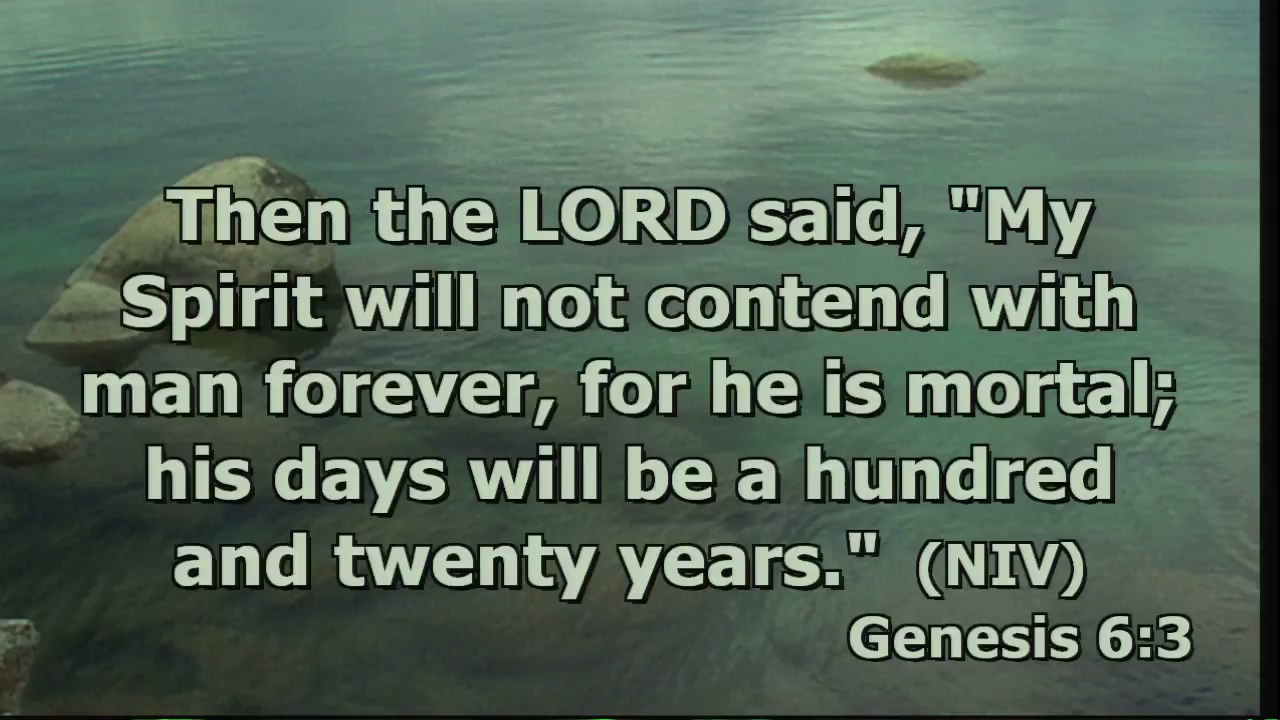 Then the LORD said, "My
Spirit will not contend with
man forever, for he is mortal;
his days will be a hundred
and twenty years." (NIV)
Genesis 6:3